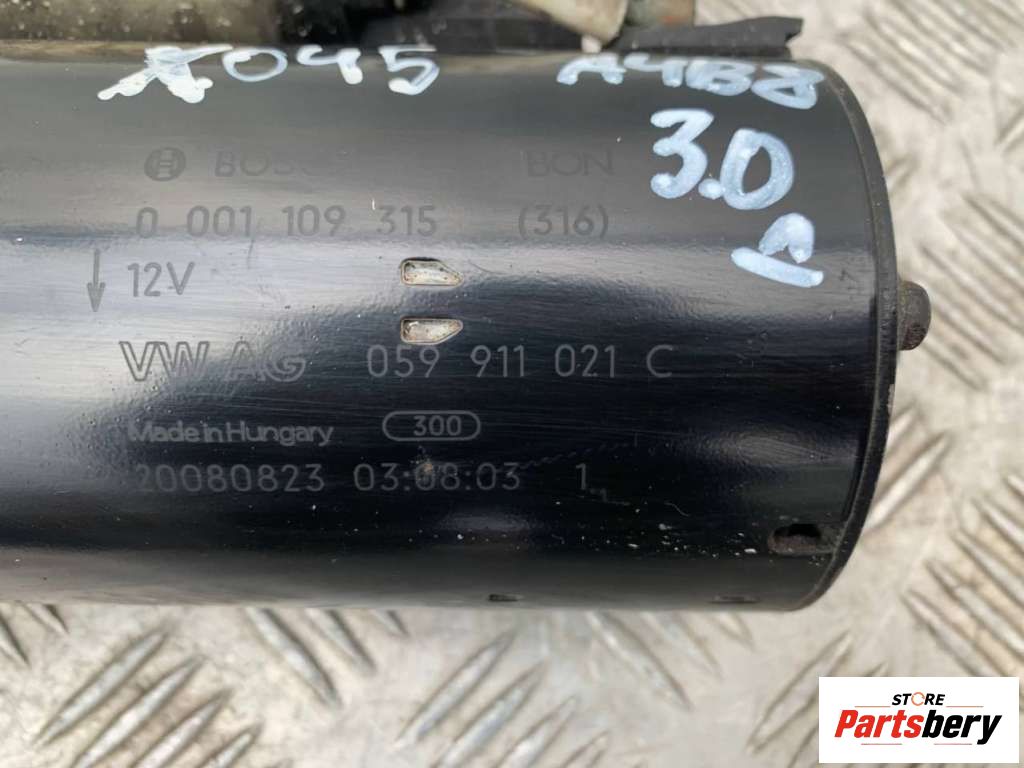 X045 A4B8
3.0
D
BOSCH BON
0 001 109 315 (316)
12V
VW AG 059 911 021 C
Made in Hungary 300
20080823 03:08:03 1
STORE
Partsbery